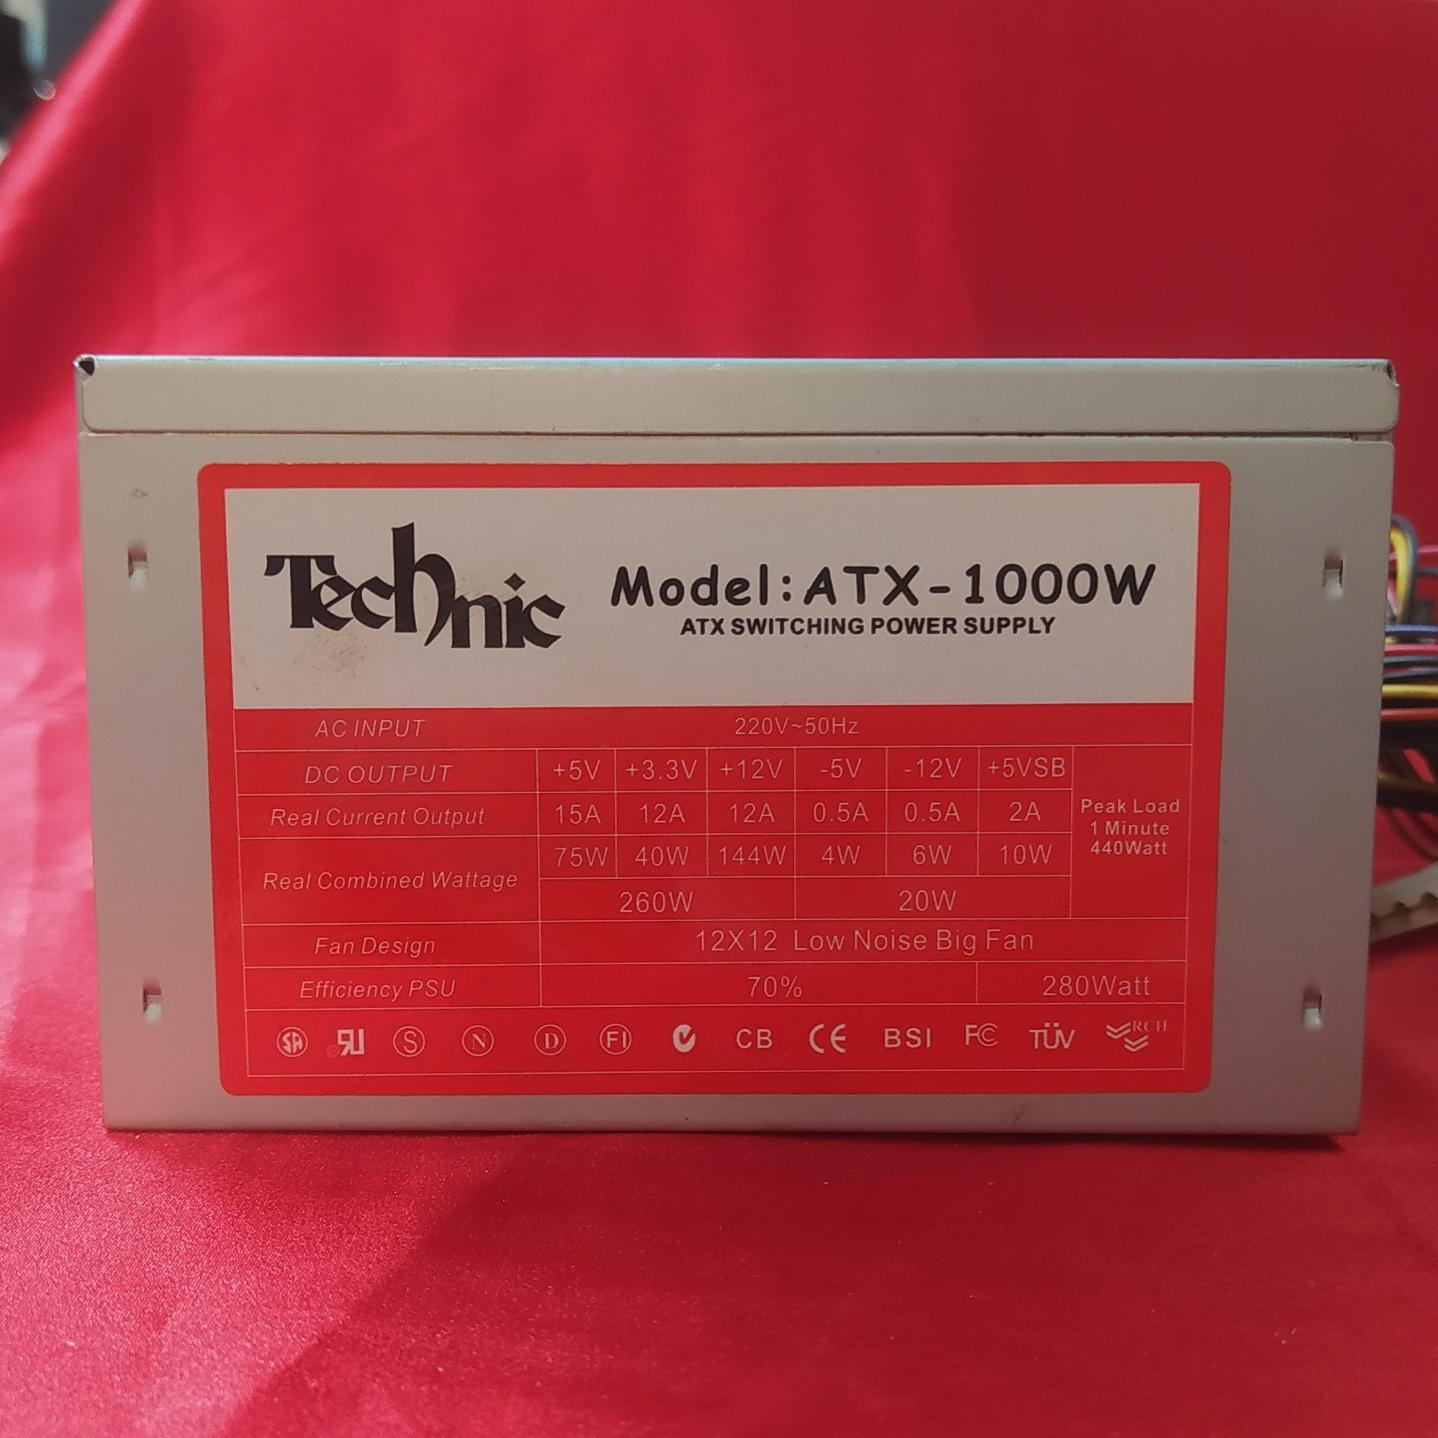 Technic
Model:ATX-1000W
ATX SWITCHING POWER SUPPLY
AC INPUT 220V~50Hz
DC OUTPUT +5V +3.3V +12V -5V -12V +5VSB
Real Current Output 15A 12A 12A 0.5A 0.5A 2A
Peak Load
1 Minute
440Watt
Real Combined Wattage 75W 40W 144W 4W 6W 10W
260W 20W
Fan Design 12X12 Low Noise Big Fan
Efficiency PSU 70% 280Watt
SA S N D FI CB CE BSI FC TÜV RCH